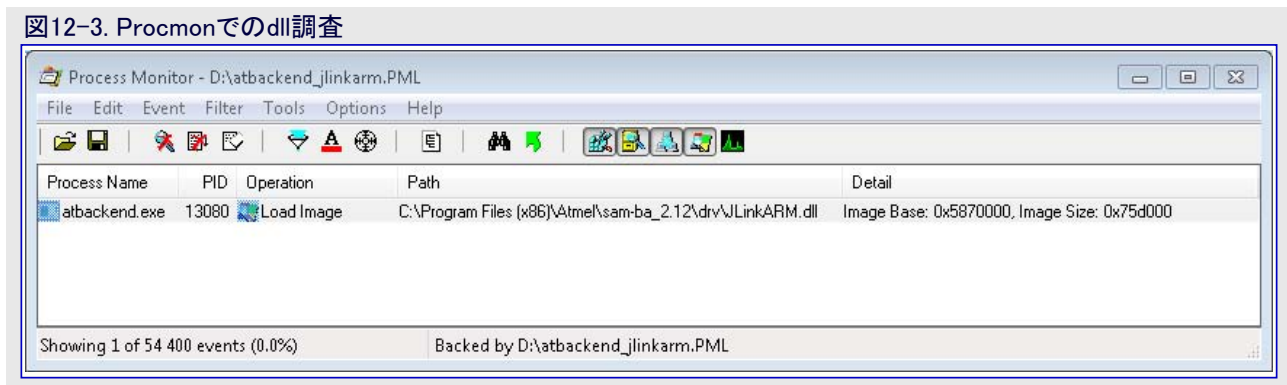 図12-3. Procmonでのdll調査
Process Monitor - D:\atbackend_jlinkarm.PML
File Edit Event Filter Tools Options Help
Process Name PID Operation Path Detail
atbackend.exe 13080 Load Image C:\Program Files (x86)\Atmel\sam-ba_2.12\drv\JLinkARM.dll Image Base: 0x5870000, Image Size: 0x75d000
Showing 1 of 54 400 events (0.0%) Backed by D:\atbackend_jlinkarm.PML